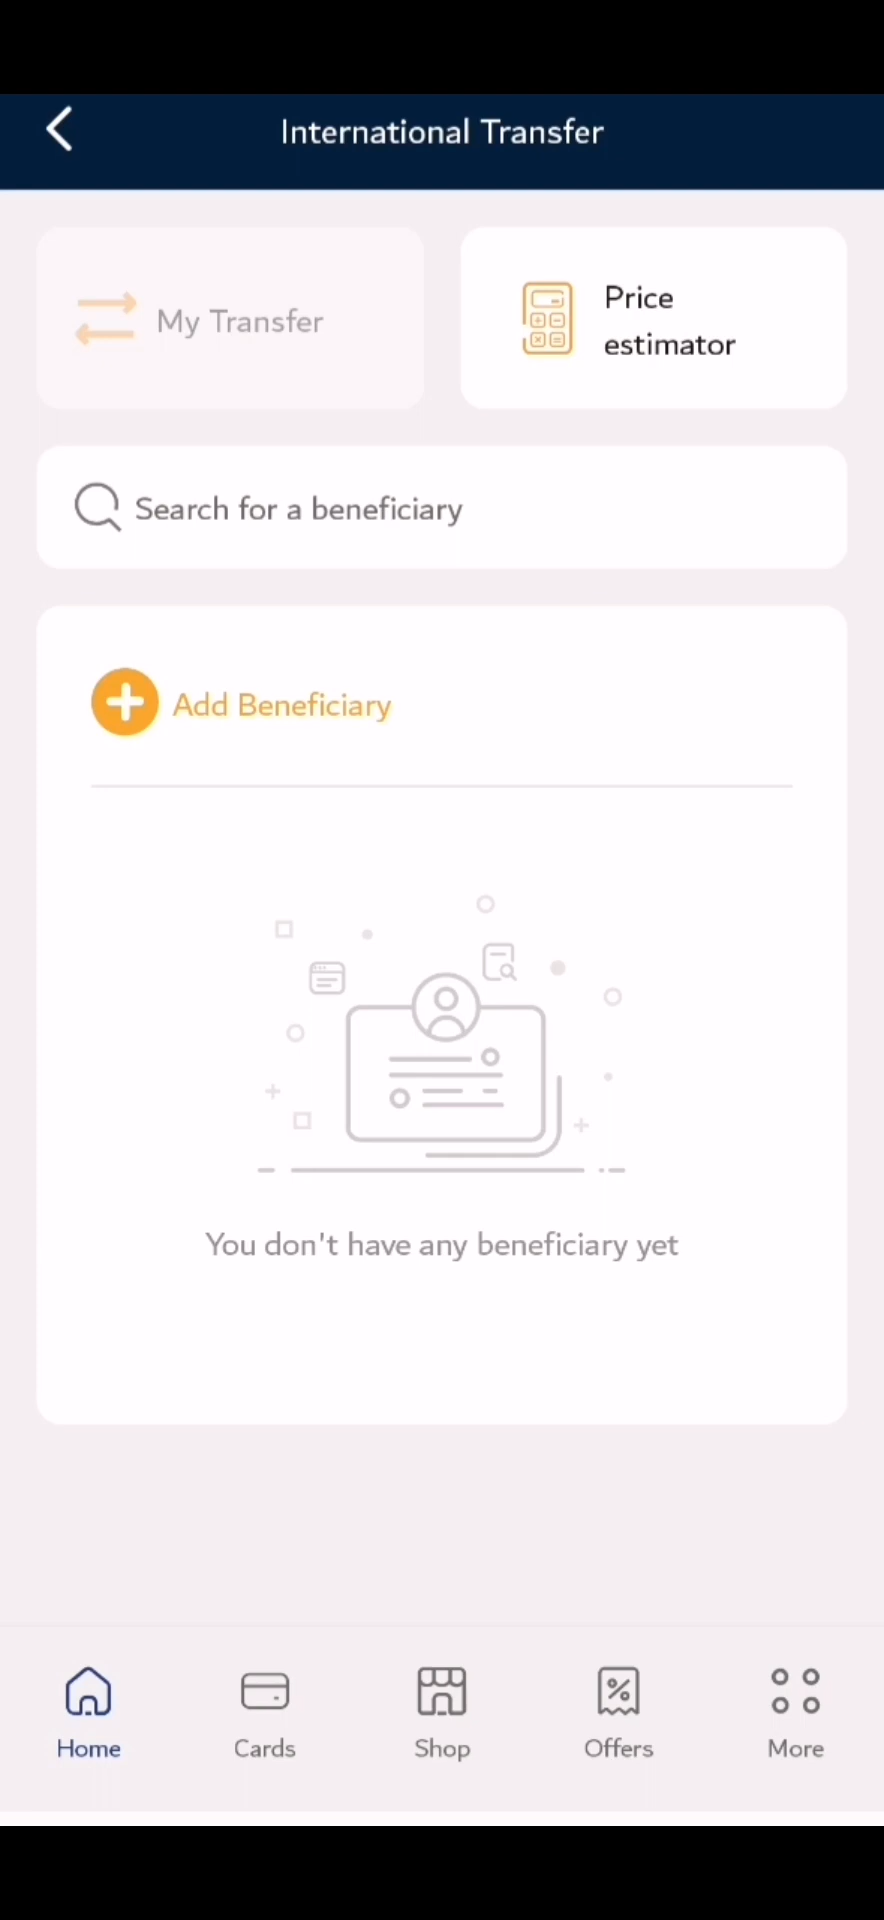 International Transfer
My Transfer
Price
estimator
Search for a beneficiary
Add Beneficiary
You don't have any beneficiary yet
Home
Cards
Shop
Offers
More